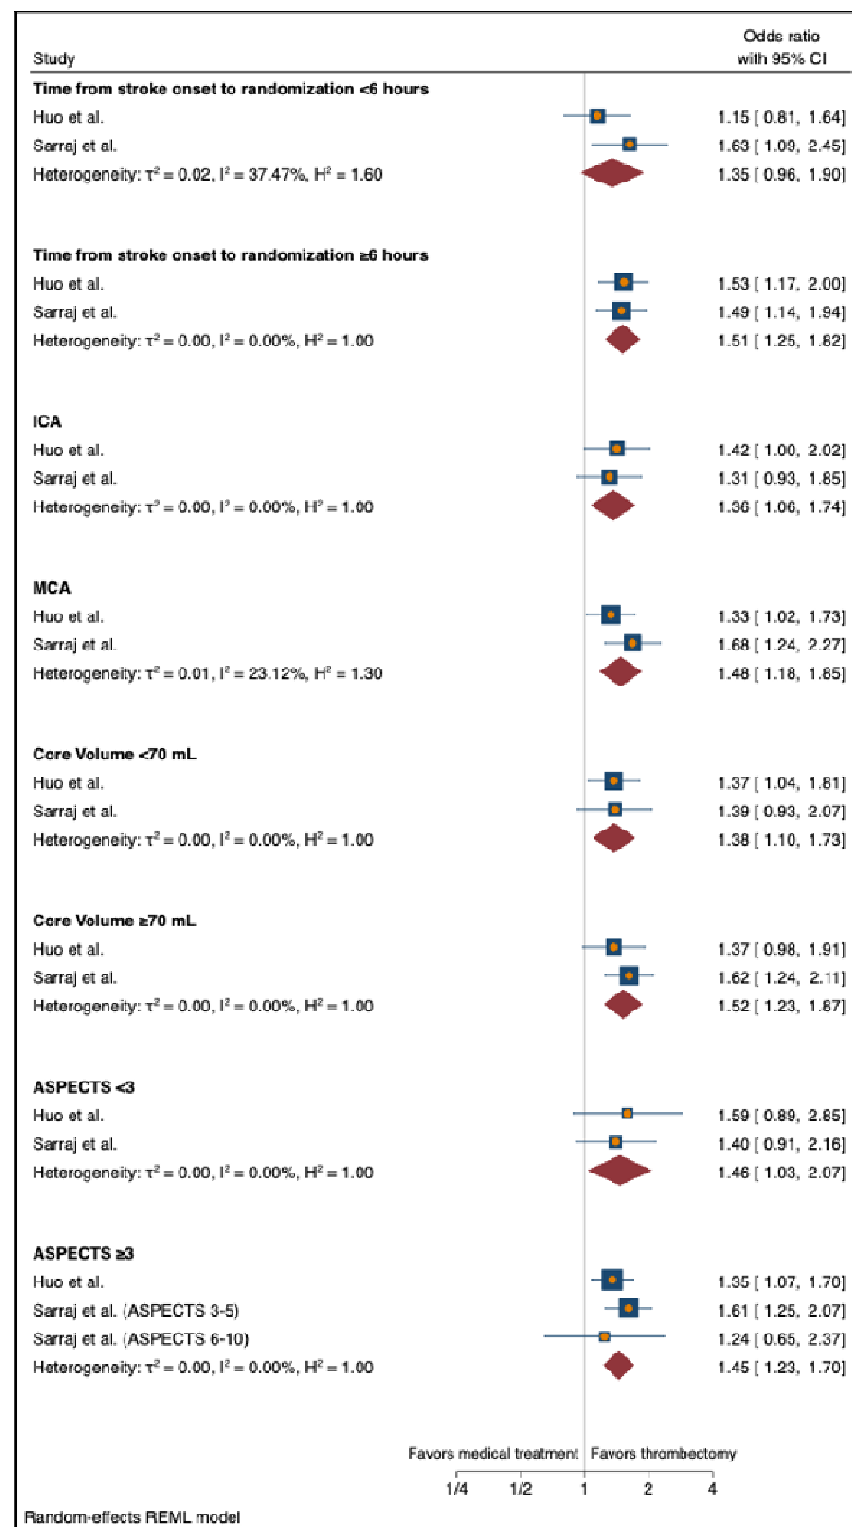 Odds ratio
Study with 95% CI
Time from stroke onset to randomization <6 hours
Huo et al. 1.15 [ 0.81, 1.64]
Sarraj et al. 1.63 [ 1.09, 2.45]
Heterogeneity: τ² = 0.02, I² = 37.47%, H² = 1.60 1.35 [ 0.96, 1.90]
Time from stroke onset to randomization ≥6 hours
Huo et al. 1.53 [ 1.17, 2.00]
Sarraj et al. 1.49 [ 1.14, 1.94]
Heterogeneity: τ² = 0.00, I² = 0.00%, H² = 1.00 1.51 [ 1.25, 1.82]
ICA
Huo et al. 1.42 [ 1.00, 2.02]
Sarraj et al. 1.31 [ 0.93, 1.85]
Heterogeneity: τ² = 0.00, I² = 0.00%, H² = 1.00 1.36 [ 1.06, 1.74]
MCA
Huo et al. 1.33 [ 1.02, 1.73]
Sarraj et al. 1.68 [ 1.24, 2.27]
Heterogeneity: τ² = 0.01, I² = 23.12%, H² = 1.30 1.48 [ 1.18, 1.85]
Core Volume <70 mL
Huo et al. 1.37 [ 1.04, 1.81]
Sarraj et al. 1.39 [ 0.93, 2.07]
Heterogeneity: τ² = 0.00, I² = 0.00%, H² = 1.00 1.38 [ 1.10, 1.73]
Core Volume ≥70 mL
Huo et al. 1.37 [ 0.98, 1.91]
Sarraj et al. 1.62 [ 1.24, 2.11]
Heterogeneity: τ² = 0.00, I² = 0.00%, H² = 1.00 1.52 [ 1.23, 1.87]
ASPECTS <3
Huo et al. 1.59 [ 0.89, 2.85]
Sarraj et al. 1.40 [ 0.91, 2.16]
Heterogeneity: τ² = 0.00, I² = 0.00%, H² = 1.00 1.46 [ 1.03, 2.07]
ASPECTS ≥3
Huo et al. 1.35 [ 1.07, 1.70]
Sarraj et al. (ASPECTS 3-5) 1.61 [ 1.25, 2.07]
Sarraj et al. (ASPECTS 6-10) 1.24 [ 0.65, 2.37]
Heterogeneity: τ² = 0.00, I² = 0.00%, H² = 1.00 1.45 [ 1.23, 1.70]
Favors medical treatment Favors thrombectomy
1/4 1/2 1 2 4
Random-effects REML model